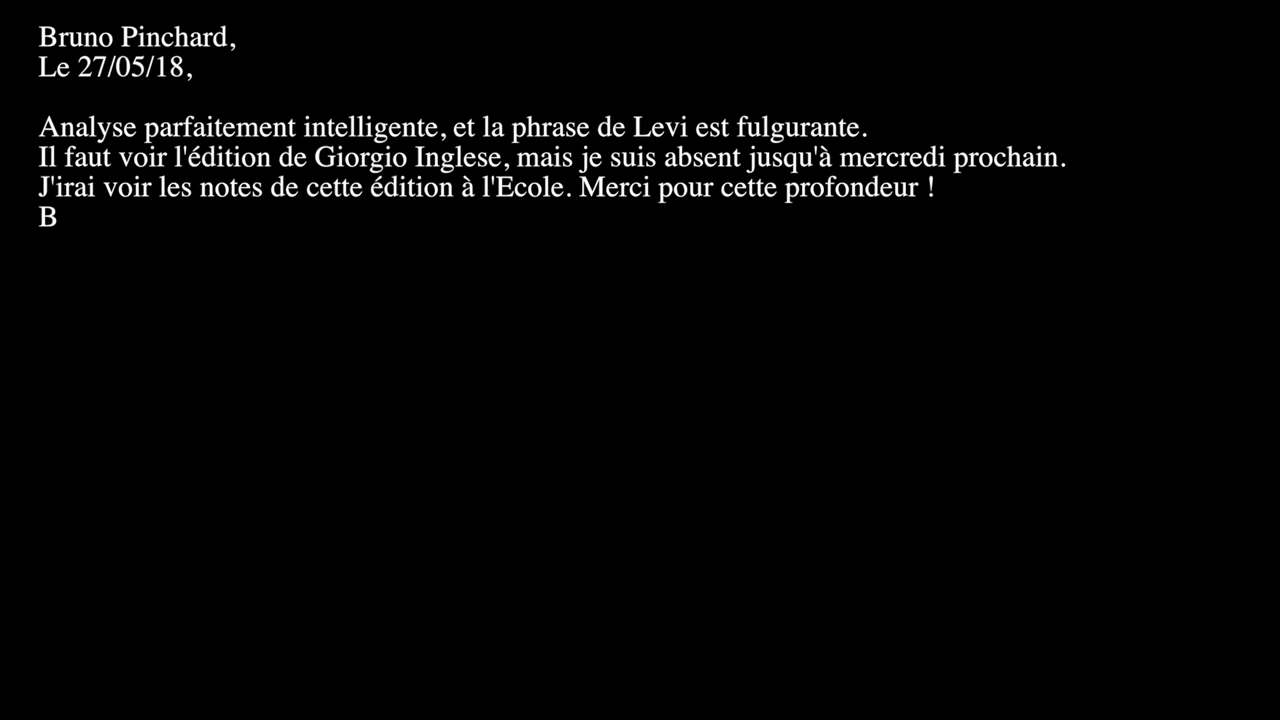 Bruno Pinchard,
Le 27/05/18,
Analyse parfaitement intelligente, et la phrase de Levi est fulgurante.
Il faut voir l'édition de Giorgio Inglese, mais je suis absent jusqu'à mercredi prochain.
J'irai voir les notes de cette édition à l'Ecole. Merci pour cette profondeur !
B